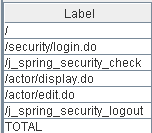 Label
/
/security/login.do
/j_spring_security_check
/actor/display.do
/actor/edit.do
/j_spring_security_logout
TOTAL